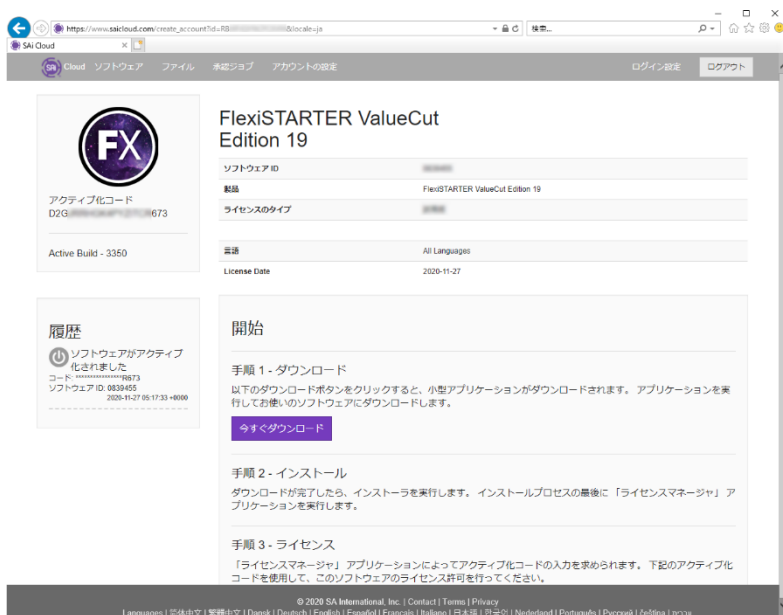 https://www.saicloud.com/create_account?id=RB &locale=ja
検索...
SAi Cloud
SAi Cloud ソフトウェア ファイル 承認ジョブ アカウントの設定 ログイン設定 ログアウト
FX
アクティブ化コード
D2G 673
Active Build - 3350
FlexiSTARTER ValueCut
Edition 19
ソフトウェア ID
製品 FlexiSTARTER ValueCut Edition 19
ライセンスのタイプ
言語 All Languages
License Date 2020-11-27
履歴
ソフトウェアがアクティブ
化されました
コード: ***************R673
ソフトウェア ID: 0839455
2020-11-27 05:17:33 +0000
開始
手順 1 - ダウンロード
以下のダウンロードボタンをクリックすると、小型アプリケーションがダウンロードされます。 アプリケーションを実
行してお使いのソフトウェアにダウンロードします。
今すぐダウンロード
手順 2 - インストール
ダウンロードが完了したら、インストーラを実行します。 インストールプロセスの最後に 「ライセンスマネージャ」 ア
プリケーションを実行します。
手順 3 - ライセンス
「ライセンスマネージャ」 アプリケーションによってアクティブ化コードの入力を求められます。 下記のアクティブ化
コードを使用して、このソフトウェアのライセンス許可を行ってください。
© 2020 SA International, Inc. | Contact | Terms | Privacy
Languages | 简体中文 | 繁體中文 | Dansk | Deutsch | English | Español | Français | Italiano | 日本語 | 한국인 | Nederland | Português | Русский | čeština | עברית